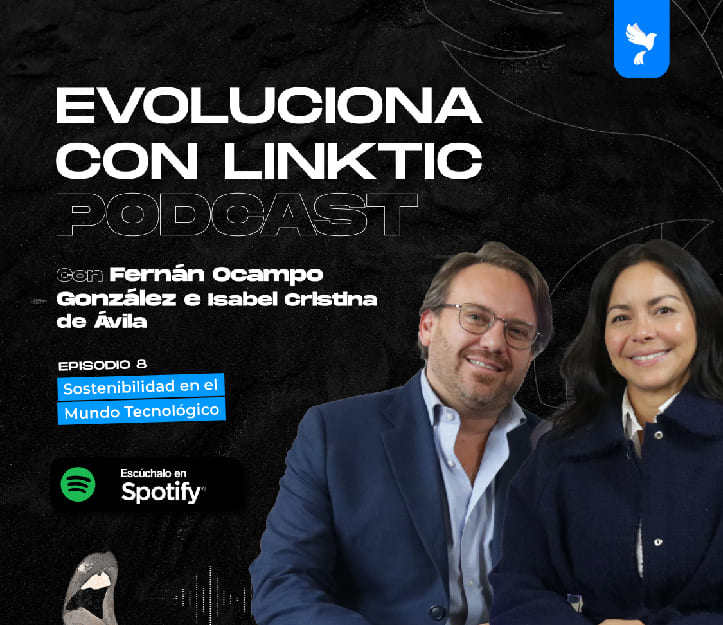 EVOLUCIONA
CON LINKTIC
PODCAST
Con Fernán Ocampo
González e Isabel Cristina
de Ávila
EPISODIO 8
Sostenibilidad en el
Mundo Tecnológico
Escúchalo en
Spotify